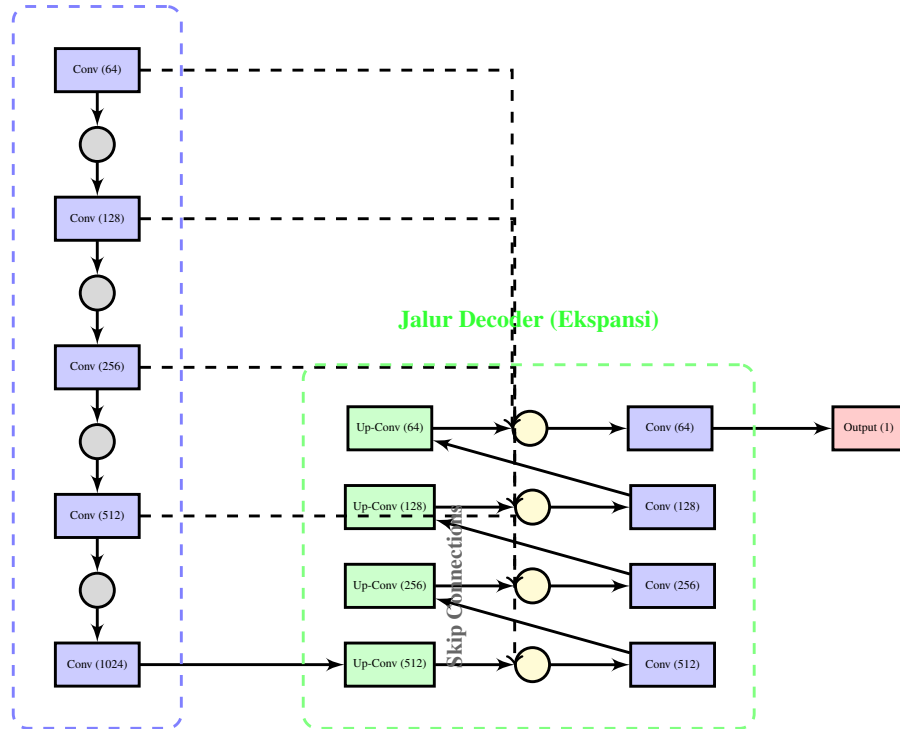 Conv (64)
Conv (128)
Conv (256)
Conv (512)
Conv (1024)
Jalur Decoder (Ekspansi)
Up-Conv (64)
Conv (64)
Output (1)
Up-Conv (128)
Conv (128)
Up-Conv (256)
Conv (256)
Up-Conv (512)
Conv (512)
Skip Connections